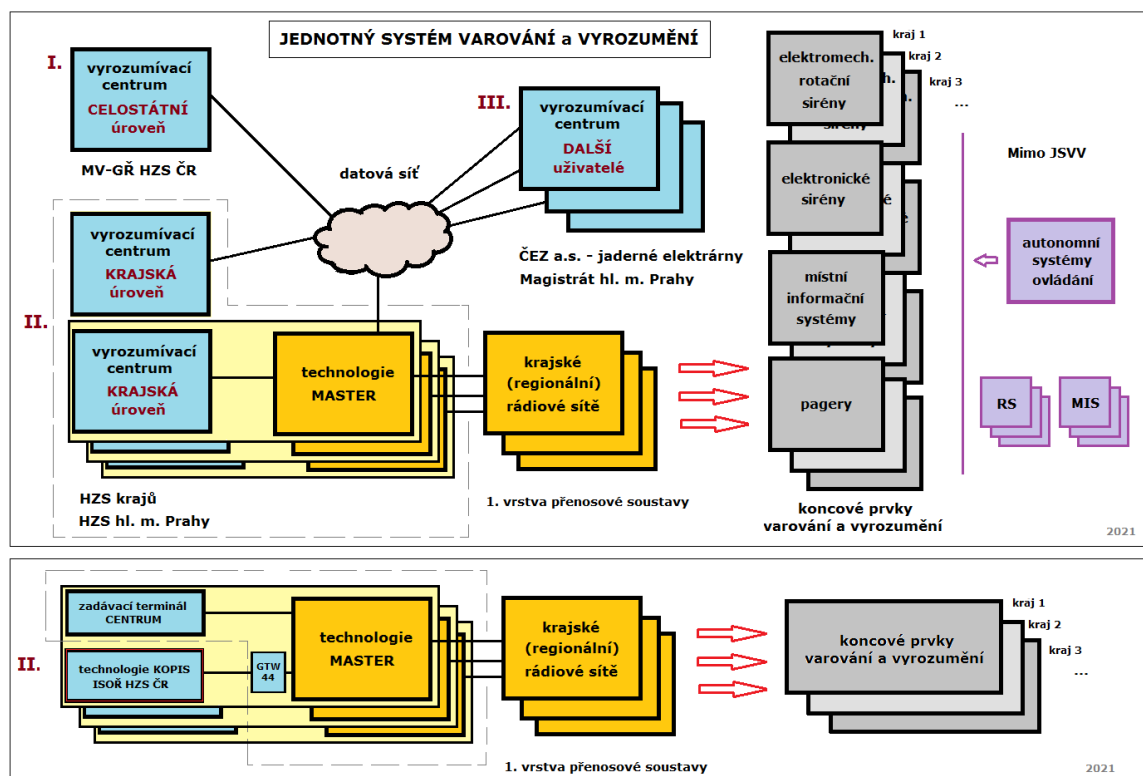 JEDNOTNÝ SYSTÉM VAROVÁNÍ a VYROZUMĚNÍ
I.
vyrozumívací
centrum
CELOSTÁTNÍ
úroveň
MV-GŘ HZS ČR
datová síť
III.
vyrozumívací
centrum
DALŠÍ
uživatelé
ČEZ a.s. - jaderné elektrárny
Magistrát hl. m. Prahy
vyrozumívací
centrum
KRAJSKÁ
úroveň
II.
vyrozumívací
centrum
KRAJSKÁ
úroveň
technologie
MASTER
HZS krajů
HZS hl. m. Prahy
krajské
(regionální)
rádiové sítě
1. vrstva přenosové soustavy
kraj 1
kraj 2
kraj 3
...
elektromech.
rotační
sirény
elektronické
sirény
místní
informační
systémy
pagery
koncové prvky
varování a vyrozumění
Mimo JSVV
autonomní
systémy
ovládání
RS
MIS
2021
II.
zadávací terminál
CENTRUM
technologie KOPIS
ISOŘ HZS ČR
GTW
44
technologie
MASTER
krajské
(regionální)
rádiové sítě
1. vrstva přenosové soustavy
koncové prvky
varování a vyrozumění
kraj 1
kraj 2
kraj 3
...
2021